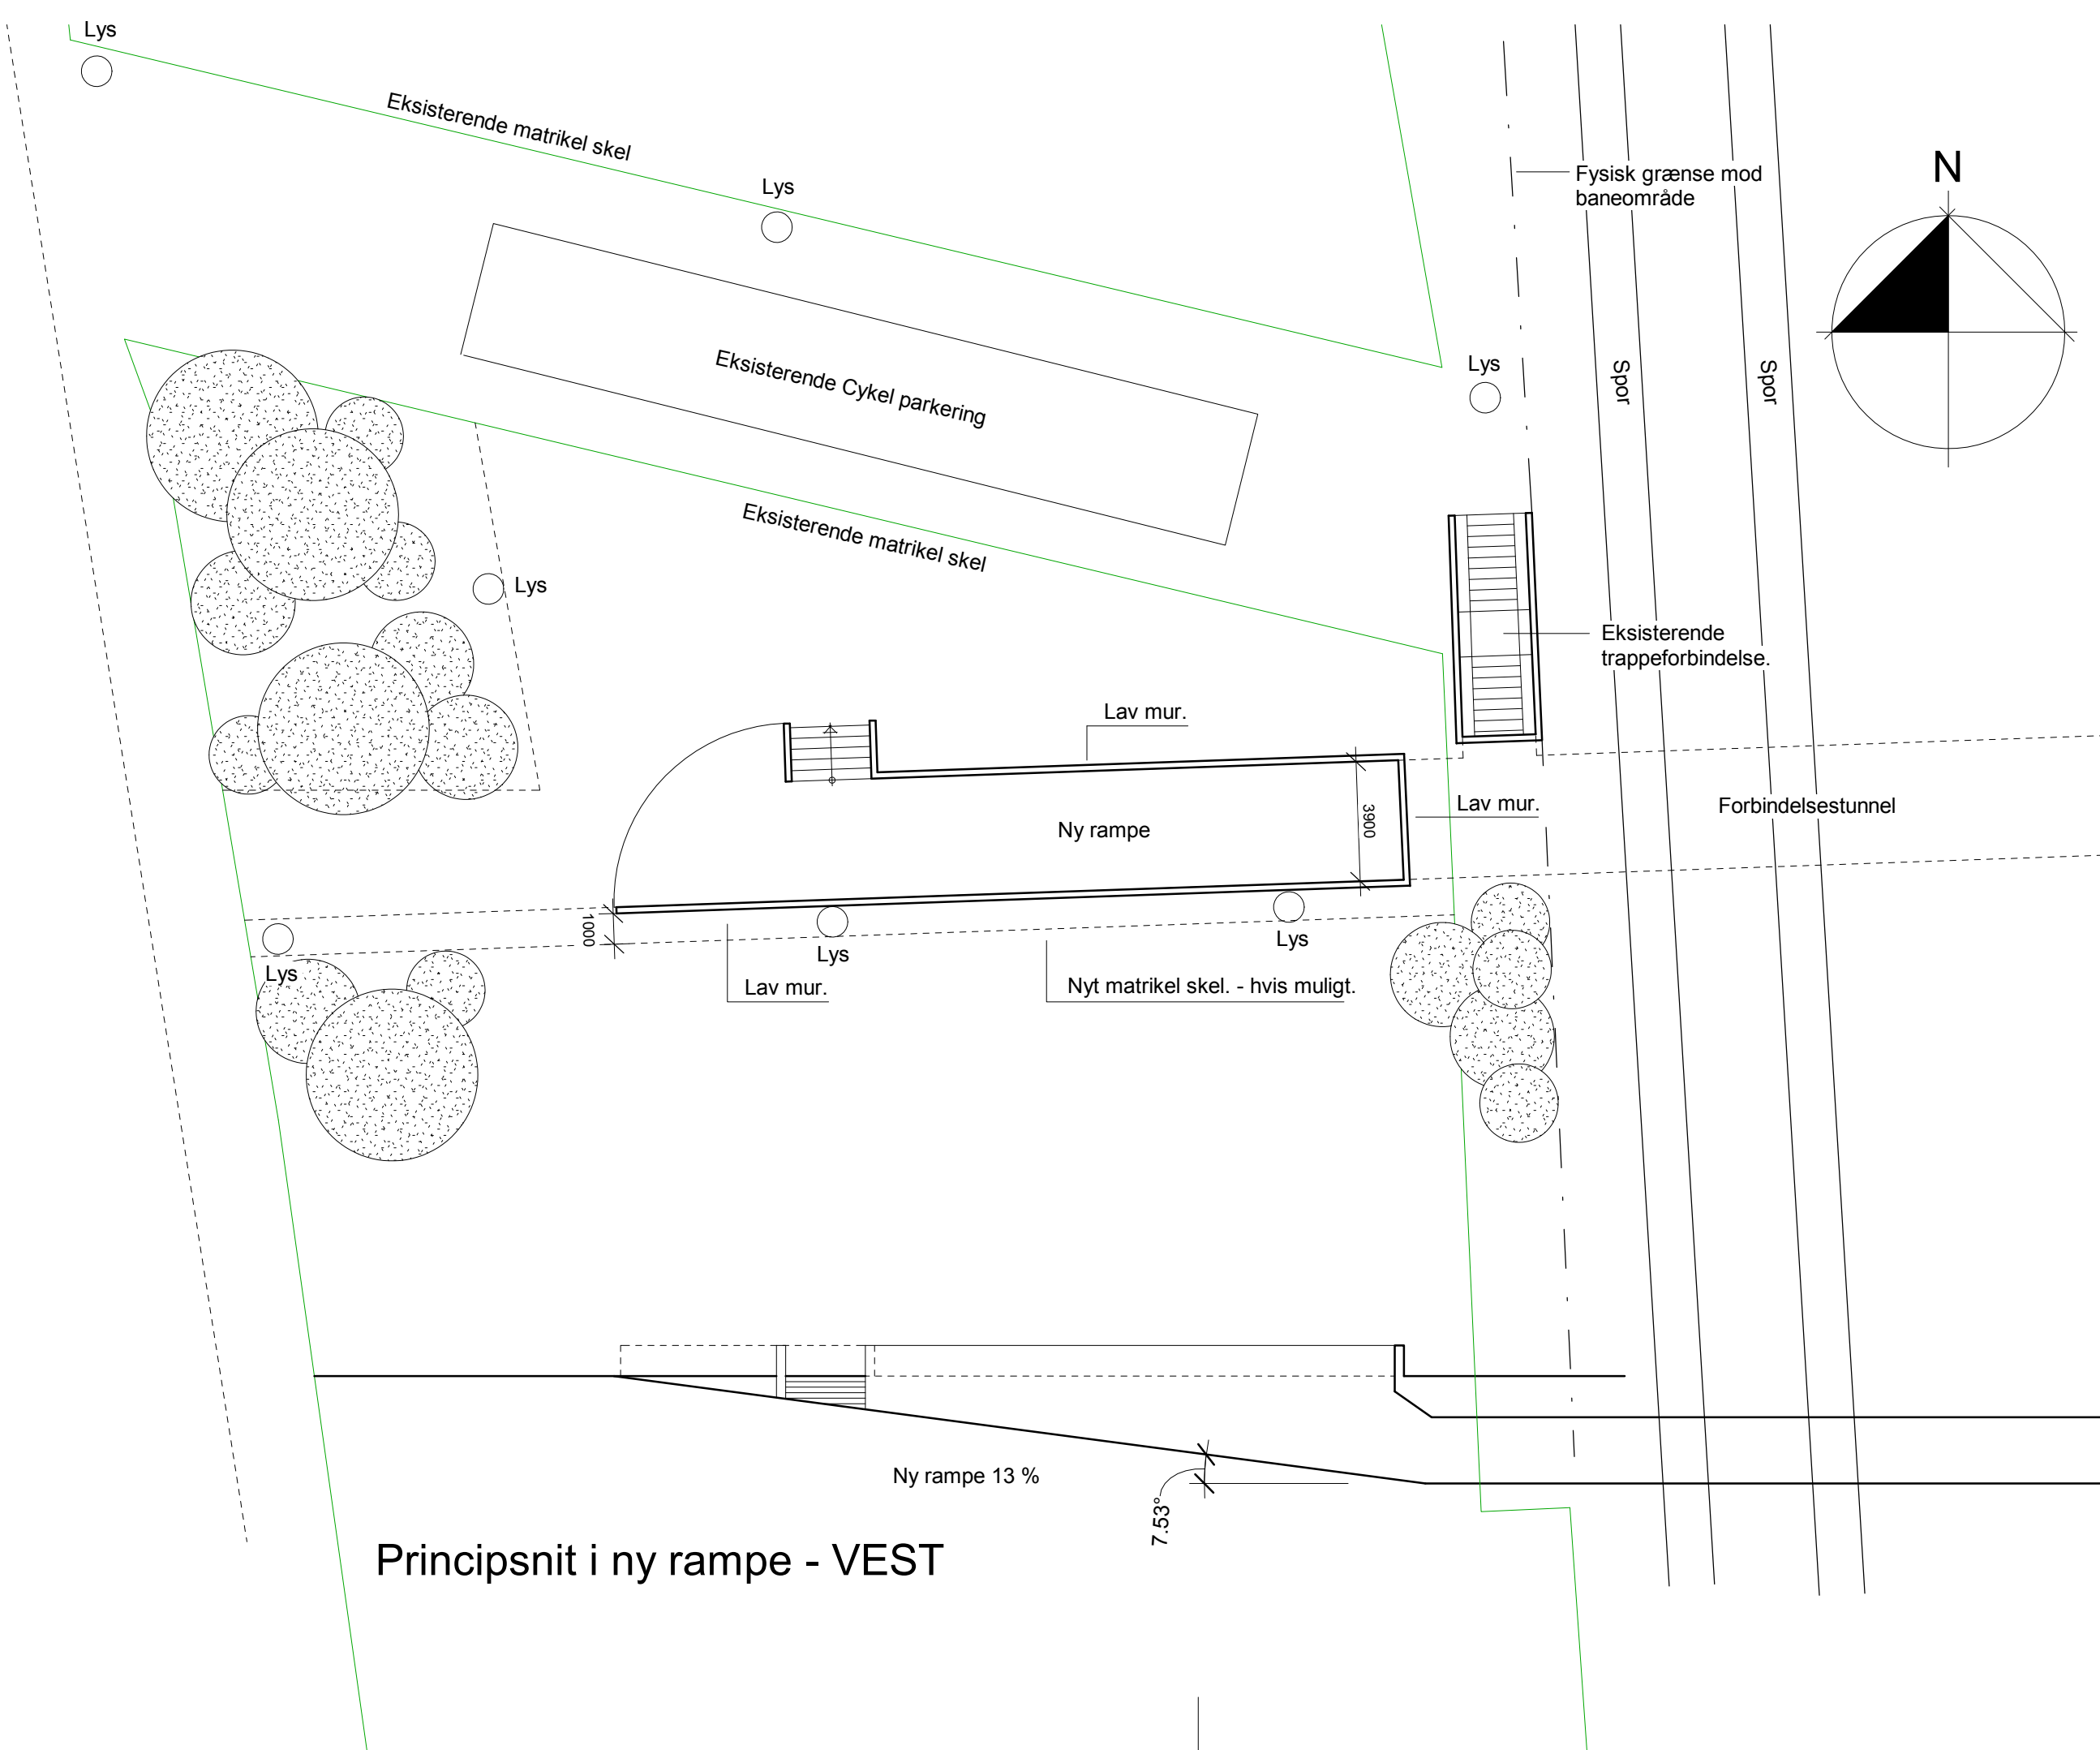 Lys
Eksisterende matrikel skel
Lys
Fysisk grænse mod
baneområde
N
Eksisterende Cykel parkering
Lys
Spor
Spor
Eksisterende matrikel skel
Lys
Eksisterende
trappeforbindelse.
Lav mur.
Lav mur.
Forbindelsestunnel
Ny rampe
3900
1000
Lys
Lys
Lys
Lav mur.
Nyt matrikel skel. - hvis muligt.
Ny rampe 13 %
7.53°
Principsnit i ny rampe - VEST